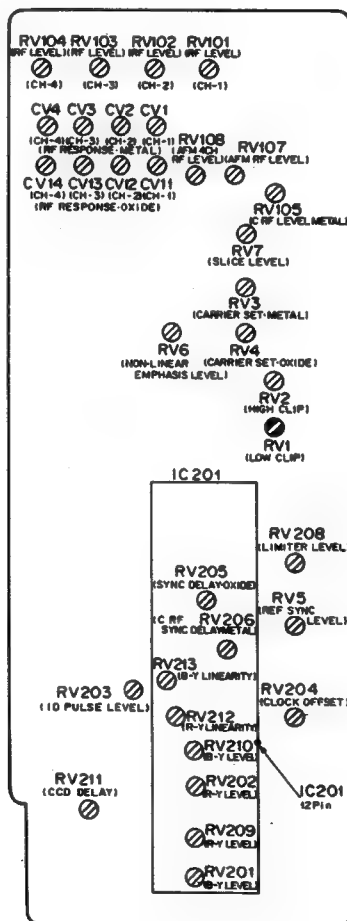 RV104 RV103 RV102 RV101
(RF LEVEL) (RF LEVEL) (RF LEVEL) (RF LEVEL)
(CH-4) (CH-3) (CH-2) (CH-1)
CV4 CV3 CV2 CV1
(CH-4) (CH-3) (CH-2) (CH-1)
(RF RESPONSE-METAL)
RV108
(AFM 4CH
RF LEVEL)
RV107
(AFM RF LEVEL)
CV14 CV13 CV12 CV11
(CH-4) (CH-3) (CH-2) (CH-1)
(RF RESPONSE-OXIDE)
RV105
(C RF LEVEL METAL)
RV7
(SLICE LEVEL)
RV3
(CARRIER SET-METAL)
RV6
(NON-LINEAR
EMPHASIS LEVEL)
RV4
(CARRIER SET-OXIDE)
RV2
(HIGH CLIP)
RV1
(LOW CLIP)
IC201
RV208
(LIMITER LEVEL)
RV205
(SYNC DELAY-OXIDE)
RV206
(C RF
SYNC DELAY METAL)
RV5
(REF SYNC
LEVEL)
RV213
(B-Y LINEARITY)
RV203
(ID PULSE LEVEL)
RV204
(CLOCK OFFSET)
RV212
(R-Y LINEARITY)
RV210
(B-Y LEVEL)
RV211
(CCD DELAY)
RV202
(R-Y LEVEL)
IC201
12Pin
RV209
(R-Y LEVEL)
RV201
(B-Y LEVEL)